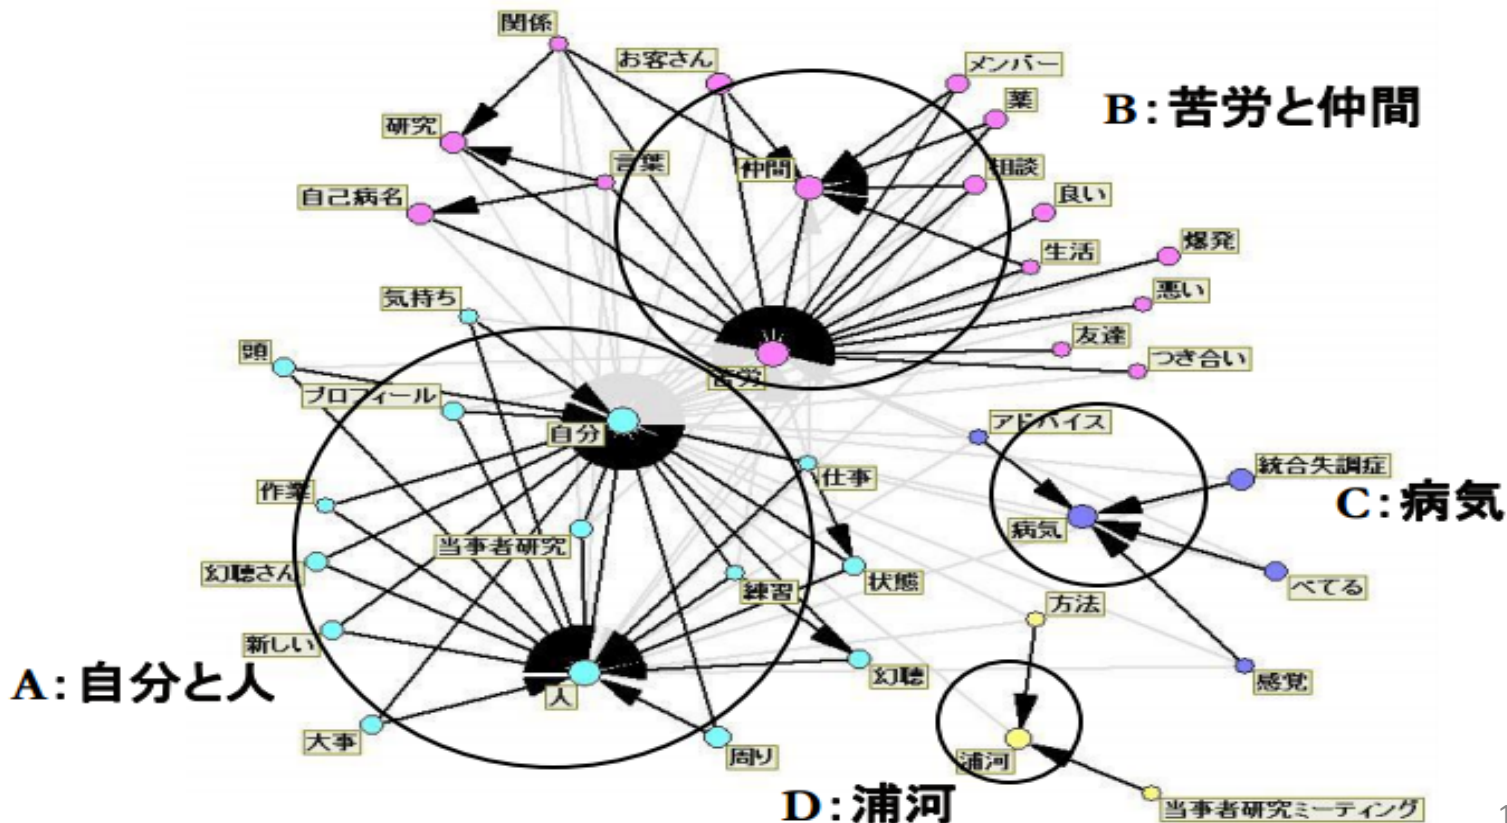 関係
お客さん
メンバー
薬
B:苦労と仲間
研究
言葉
仲間
相談
自己病名
良い
生活
爆発
気持ち
悪い
頭
友達
つき合い
プロフィール
苦労
自分
アドバイス
統合失調症
作業
仕事
C:病気
当事者研究
病気
幻聴さん
練習
状態
べてる
方法
新しい
A:自分と人
人
幻聴
感覚
大事
周り
浦河
D:浦河
当事者研究ミーティング
1